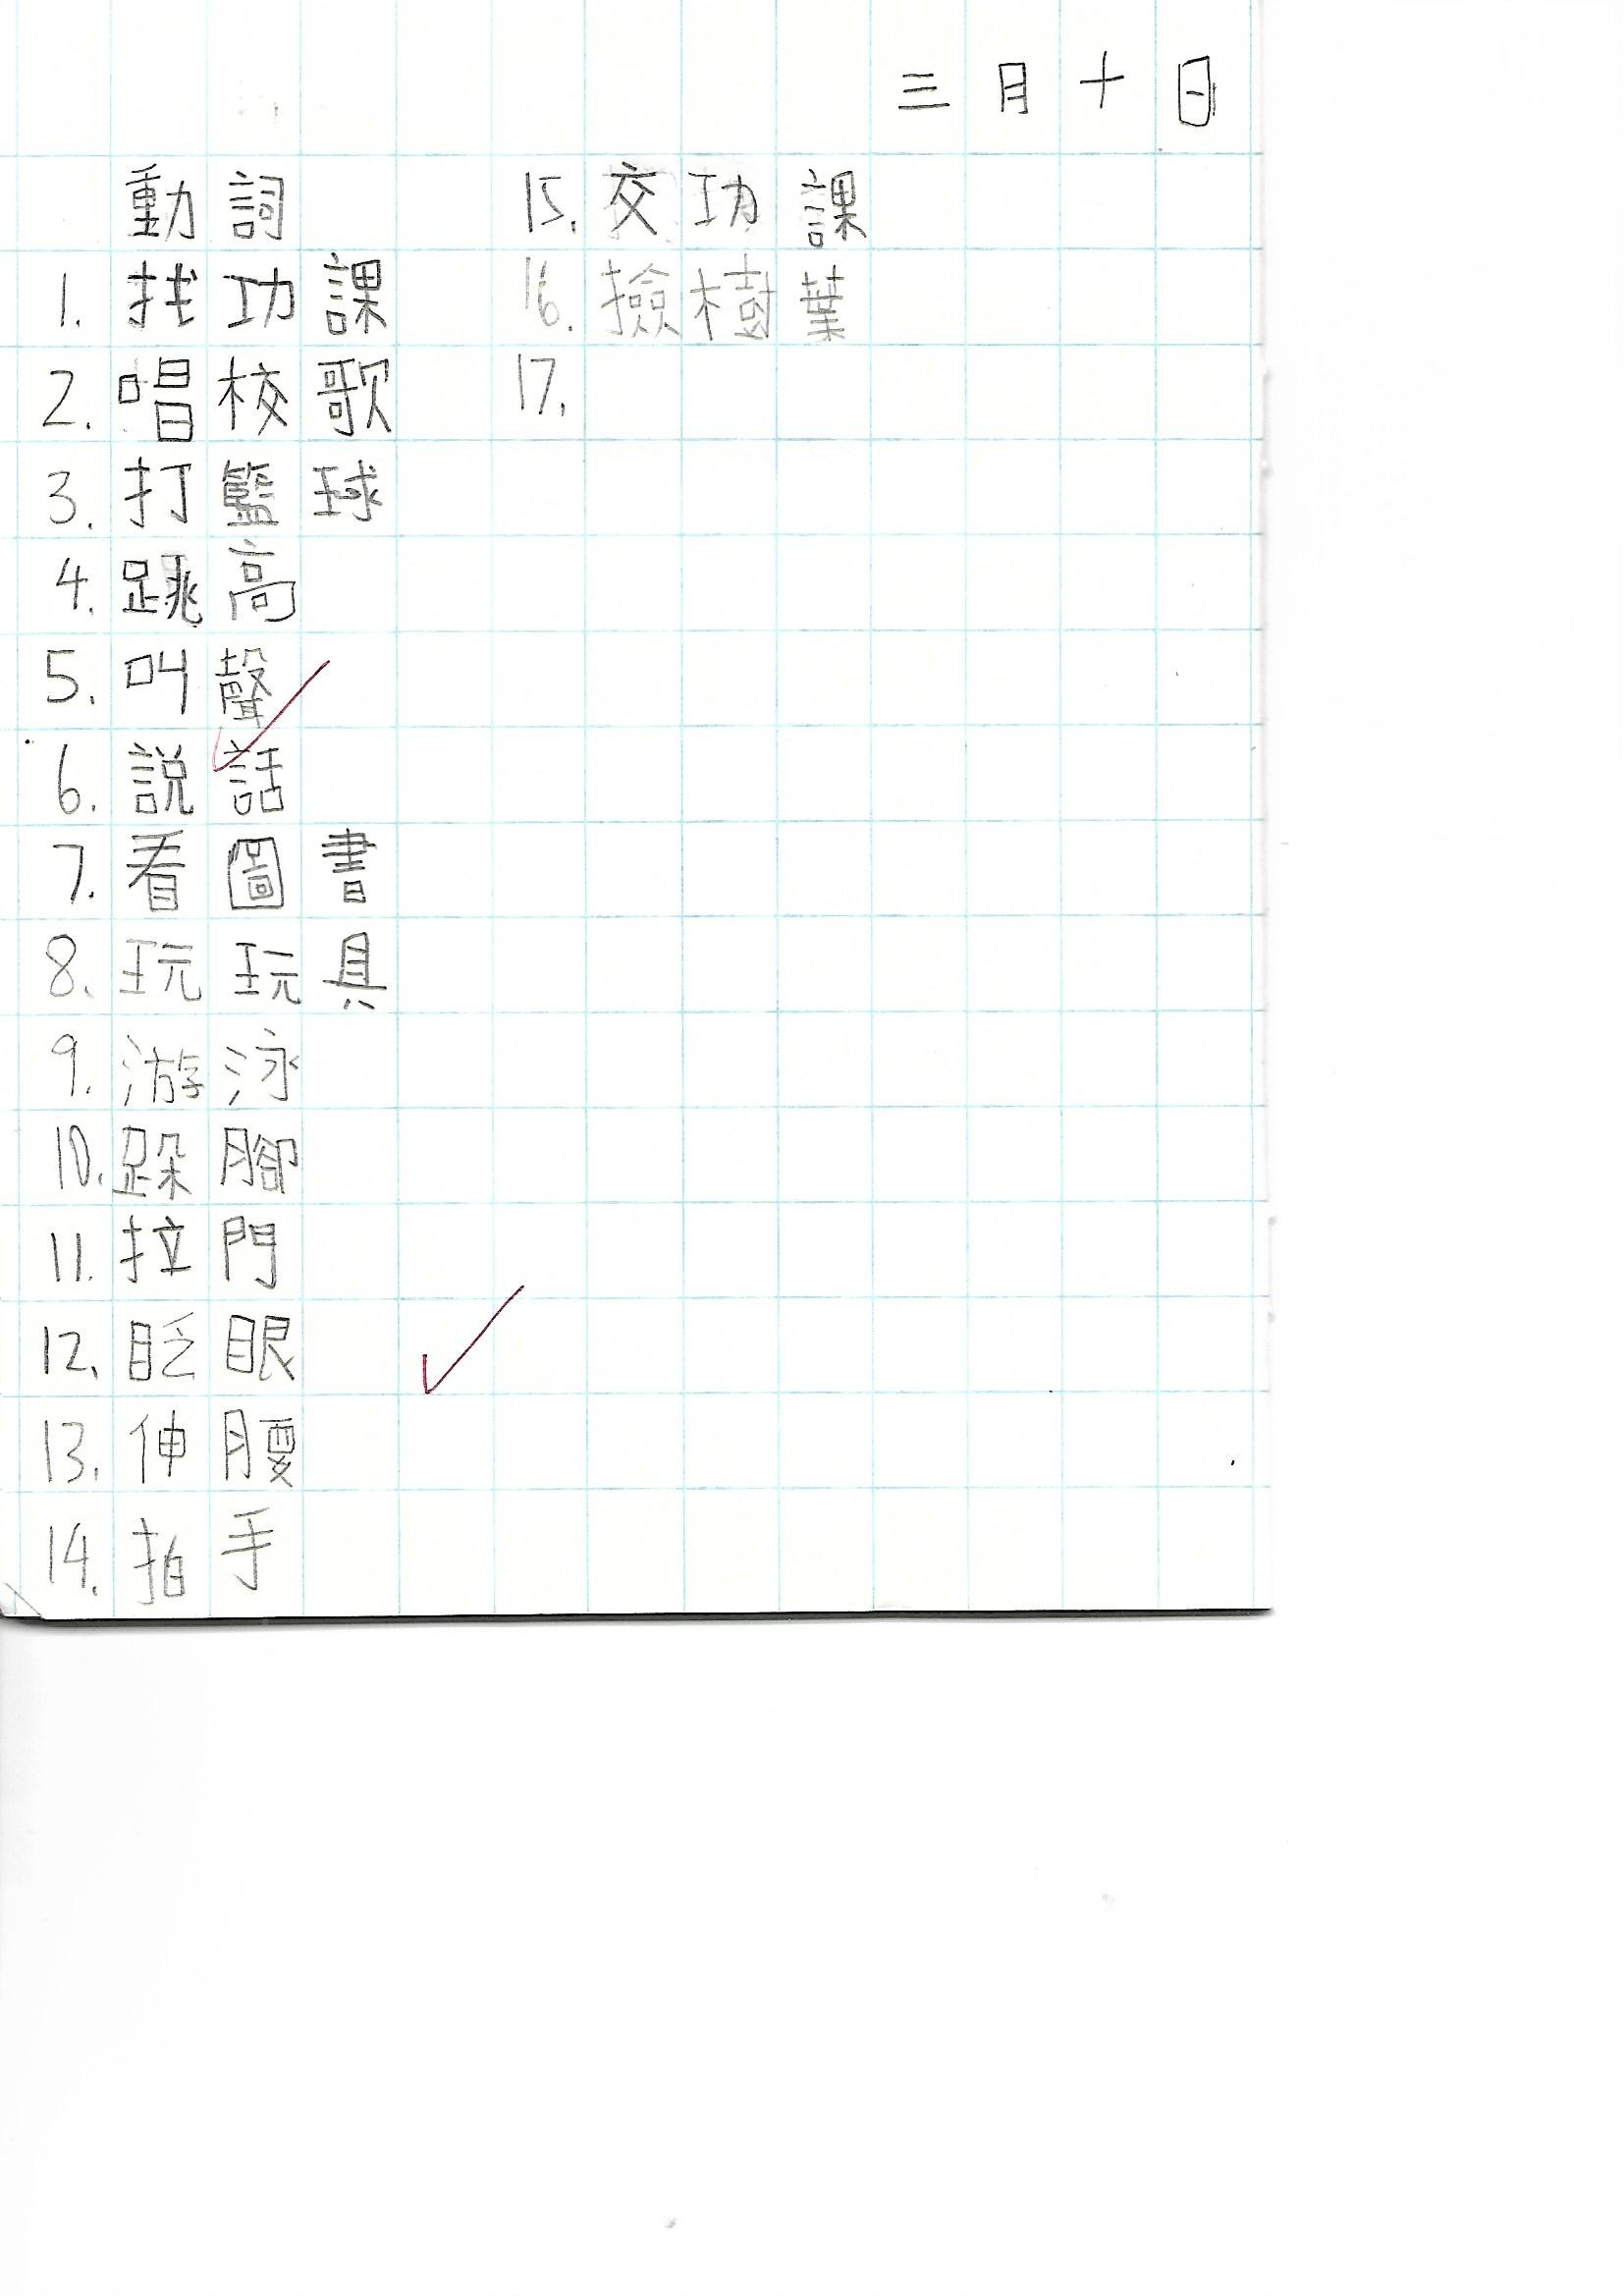 三月十日
動詞
1. 找功課
2. 唱校歌
3. 打籃球
4. 跳高
5. 叫聲
6. 説話
7. 看圖書
8. 玩玩具
9. 游泳
10. 跺腳
11. 拉門
12. 眨眼
13. 伸腰
14. 拍手
15. 交功課
16. 撿樹葉
17.